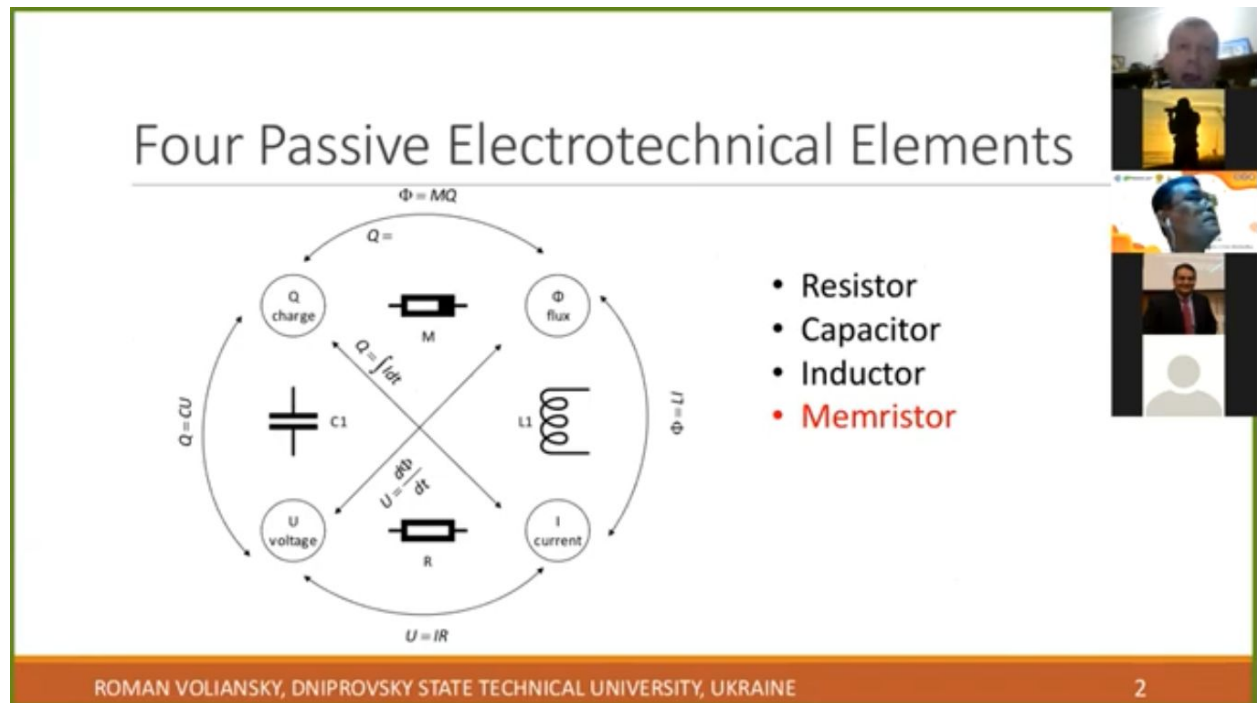 Four Passive Electrotechnical Elements
Φ = MQ
Q =
Q
charge
Φ
flux
M
Q = ∫Idt
Q = CU
C1
L1
Φ = LI
U = dΦ/dt
U
voltage
R
I
current
U = IR
• Resistor
• Capacitor
• Inductor
• Memristor
ROMAN VOLIANSKY, DNIPROVSKY STATE TECHNICAL UNIVERSITY, UKRAINE
2